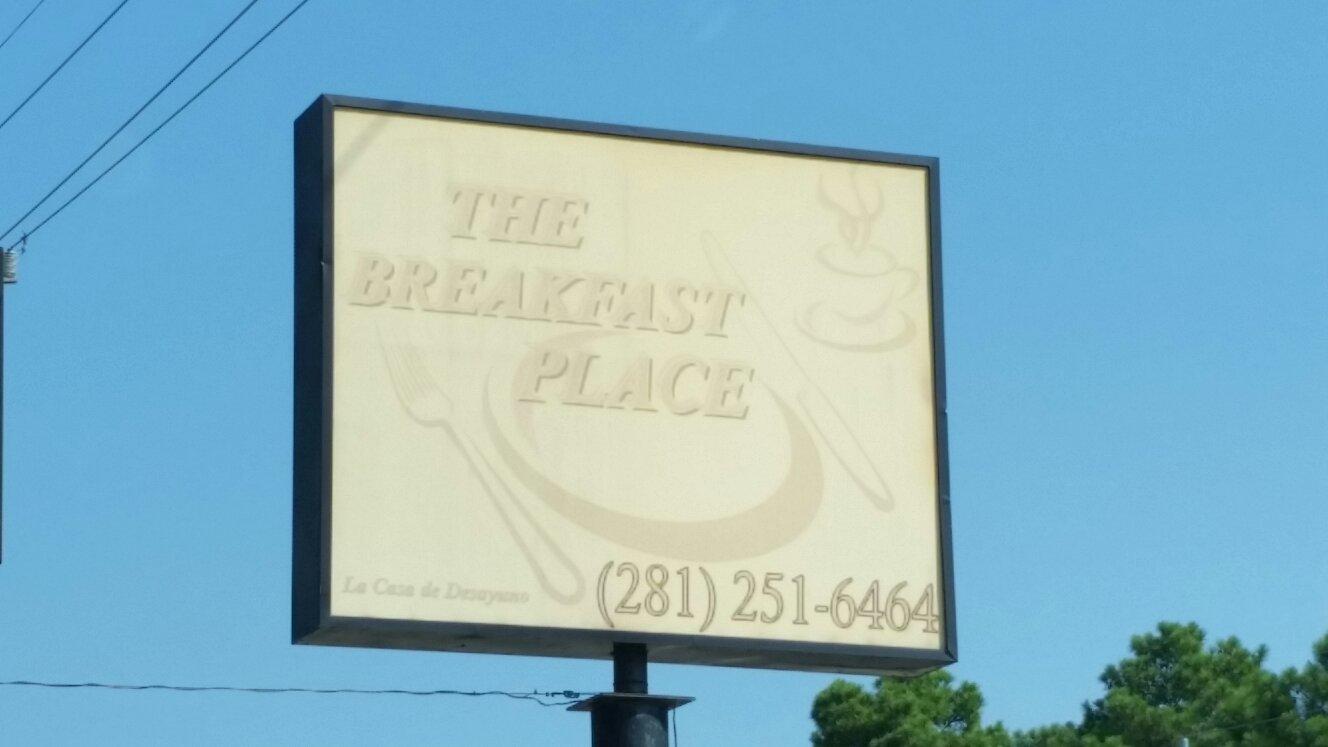 THE
BREAKFAST
PLACE
La Casa de Desayuno
(281) 251-6464